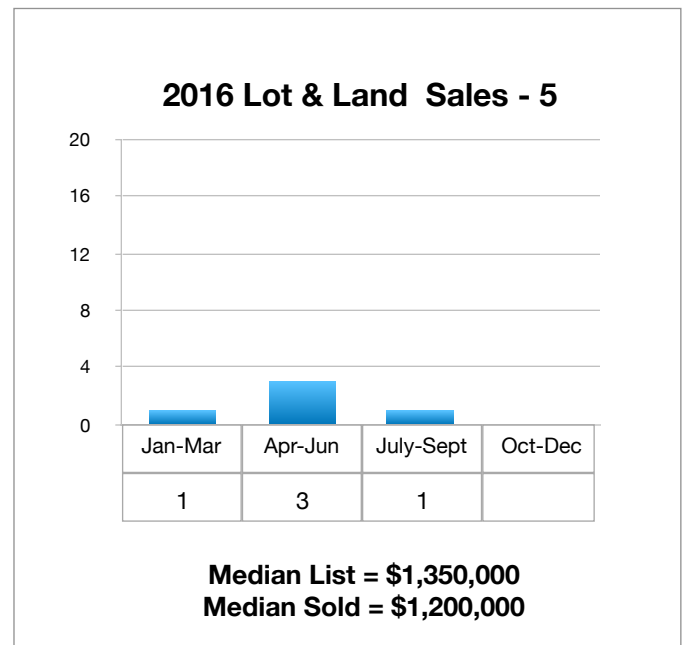 2016 Lot & Land  Sales - 5
20
16
12
8
4
0
Jan-Mar Apr-Jun July-Sept Oct-Dec
1 3 1
Median List = $1,350,000
Median Sold = $1,200,000